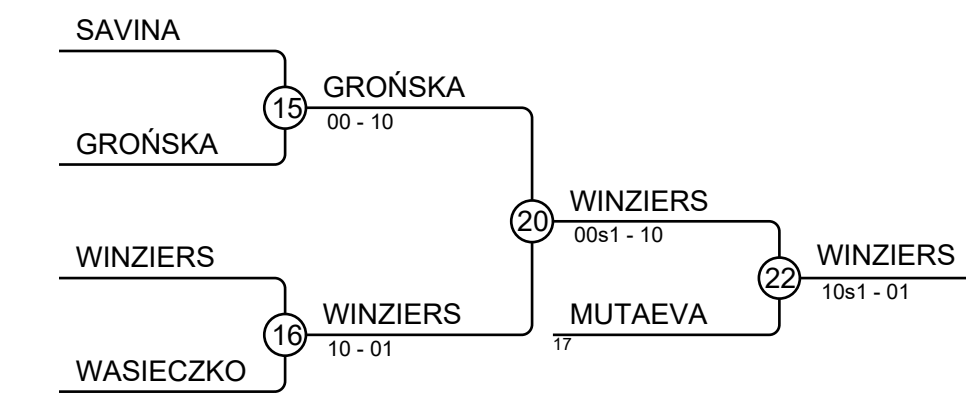 SAVINA
GROŃSKA
15
00 - 10
GROŃSKA
WINZIERS
20
00s1 - 10
WINZIERS
WINZIERS
22
10s1 - 01
WINZIERS
16
10 - 01
MUTAEVA
17
WASIECZKO